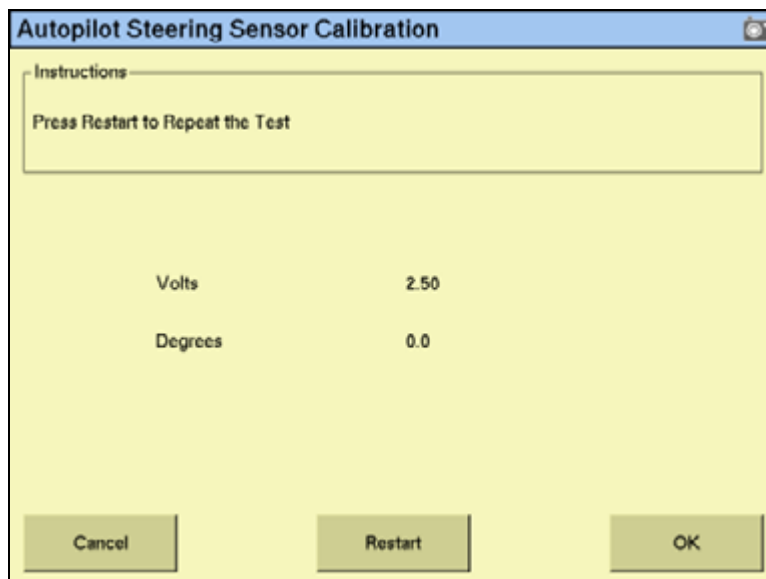 Autopilot Steering Sensor Calibration
Instructions
Press Restart to Repeat the Test
Volts 2.50
Degrees 0.0
Cancel Restart OK